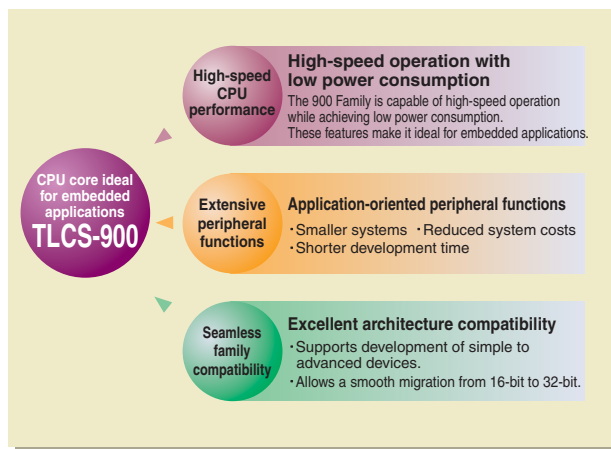 CPU core ideal
for embedded
applications
TLCS-900
High-speed
CPU
performance
High-speed operation with
low power consumption
The 900 Family is capable of high-speed operation
while achieving low power consumption.
These features make it ideal for embedded applications.
Extensive
peripheral
functions
Application-oriented peripheral functions
・Smaller systems ・Reduced system costs
・Shorter development time
Seamless
family
compatibility
Excellent architecture compatibility
・Supports development of simple to
advanced devices.
・Allows a smooth migration from 16-bit to 32-bit.